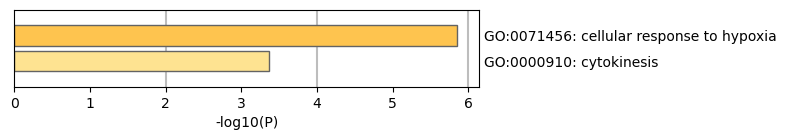 GO:0071456: cellular response to hypoxia
GO:0000910: cytokinesis
0 1 2 3 4 5 6
-log10(P)